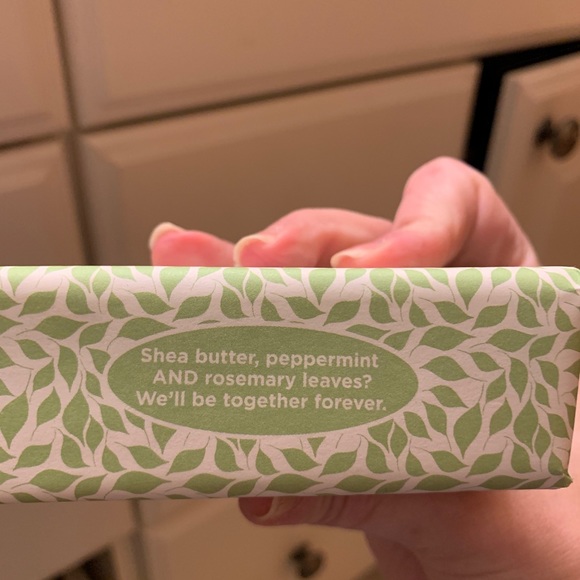 Shea butter, peppermint
AND rosemary leaves?
We'll be together forever.